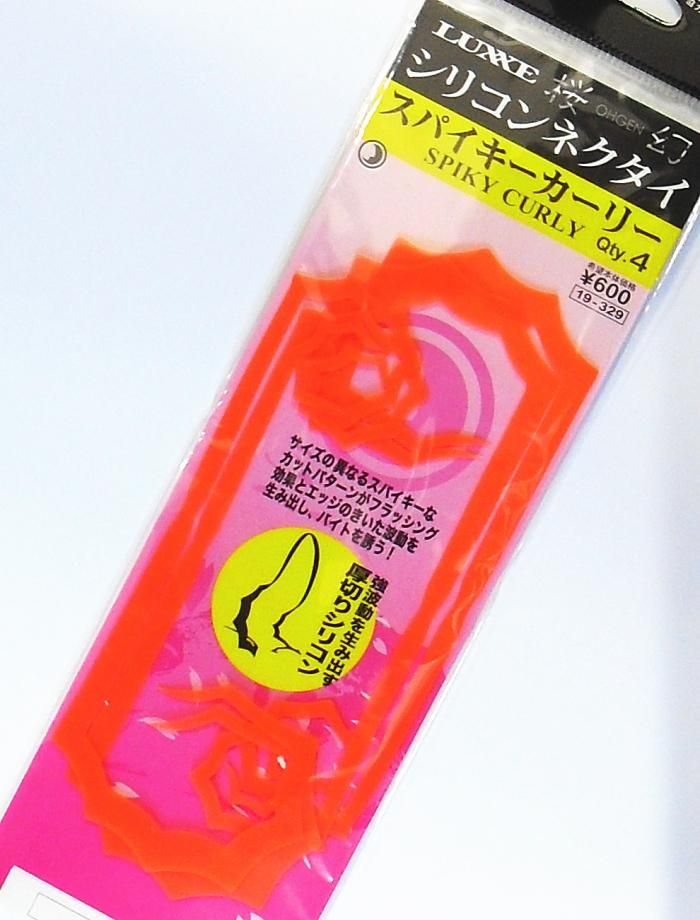 LUXXE 桜幻
OHGEN
シリコンネクタイ
スパイキーカーリー
SPIKY CURLY Qty.4
希望本体価格
¥600
19-329
サイズの異なるスパイキーな
カットパターンがフラッシング
効果とエッジのきいた波動を
生み出し、バイトを誘う！
強波動を生み出す
厚切りシリコン